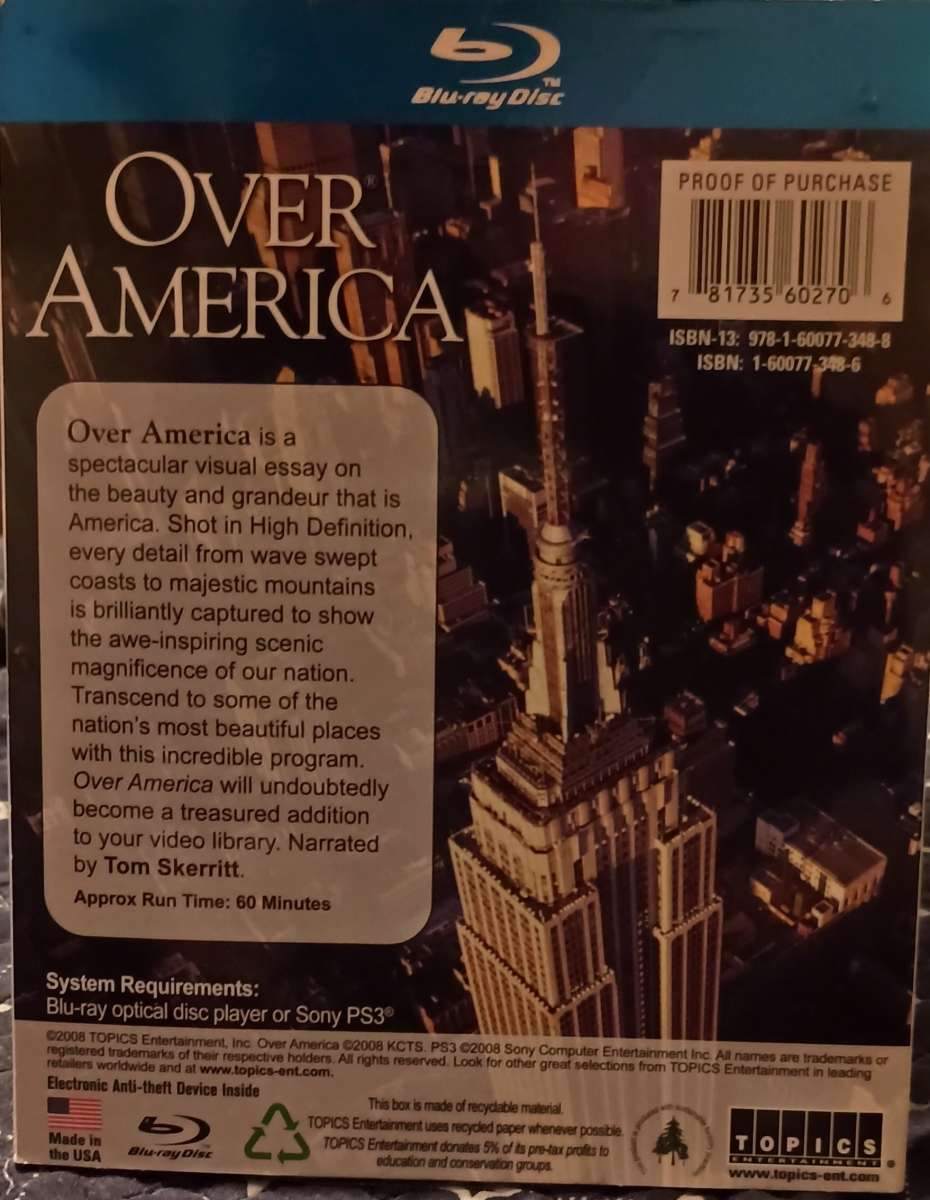 Blu-ray Disc™
OVER®
AMERICA
PROOF OF PURCHASE
7 81735 60270 6
ISBN-13: 978-1-60077-348-8
ISBN: 1-60077-348-6
Over America is a
spectacular visual essay on
the beauty and grandeur that is
America. Shot in High Definition,
every detail from wave swept
coasts to majestic mountains
is brilliantly captured to show
the awe-inspiring scenic
magnificence of our nation.
Transcend to some of the
nation's most beautiful places
with this incredible program.
Over America will undoubtedly
become a treasured addition
to your video library. Narrated
by Tom Skerritt.
Approx Run Time: 60 Minutes
System Requirements:
Blu-ray optical disc player or Sony PS3®
©2008 TOPICS Entertainment, Inc. Over America ©2008 KCTS. PS3 ©2008 Sony Computer Entertainment Inc. All names are trademarks or
registered trademarks of their respective holders. All rights reserved. Look for other great selections from TOPICS Entertainment in leading
retailers worldwide and at www.topics-ent.com.
Electronic Anti-theft Device Inside
Made in
the USA
Blu-ray Disc
This box is made of recyclable material.
TOPICS Entertainment uses recycled paper whenever possible.
TOPICS Entertainment donates 5% of its pre-tax profits to
education and conservation groups.
TOPICS
ENTERTAINMENT®
www.topics-ent.com